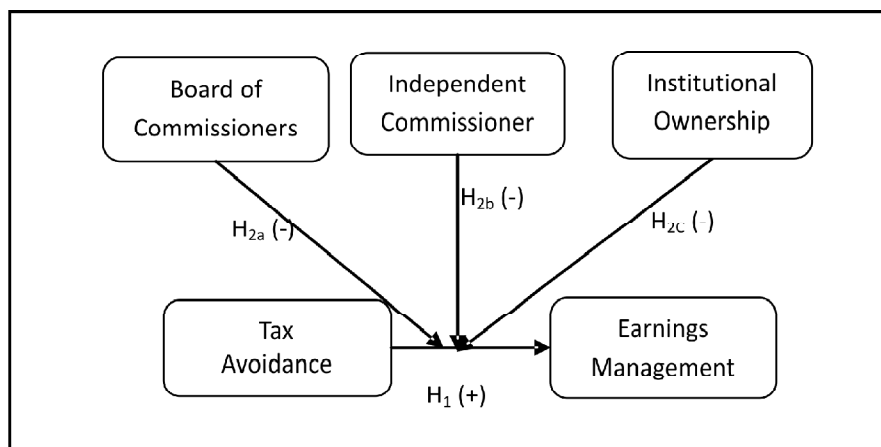 Board of
Commissioners
Independent
Commissioner
Institutional
Ownership
H2a (-)
H2b (-)
H2C (-)
Tax
Avoidance
Earnings
Management
H1 (+)